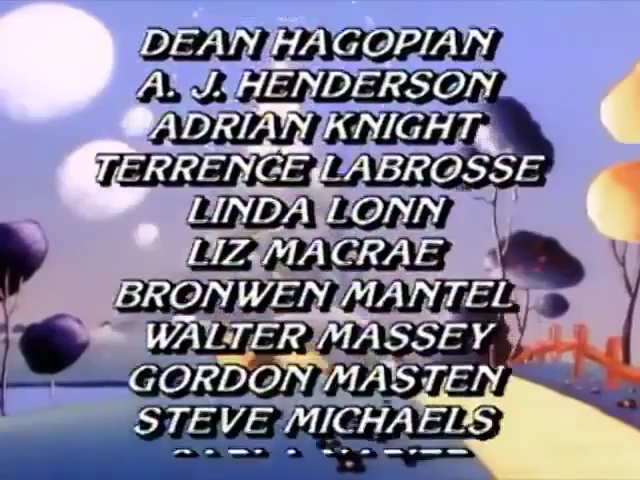 DEAN HAGOPIAN
A. J. HENDERSON
ADRIAN KNIGHT
TERRENCE LABROSSE
LINDA LONN
LIZ MACRAE
BRONWEN MANTEL
WALTER MASSEY
GORDON MASTEN
STEVE MICHAELS